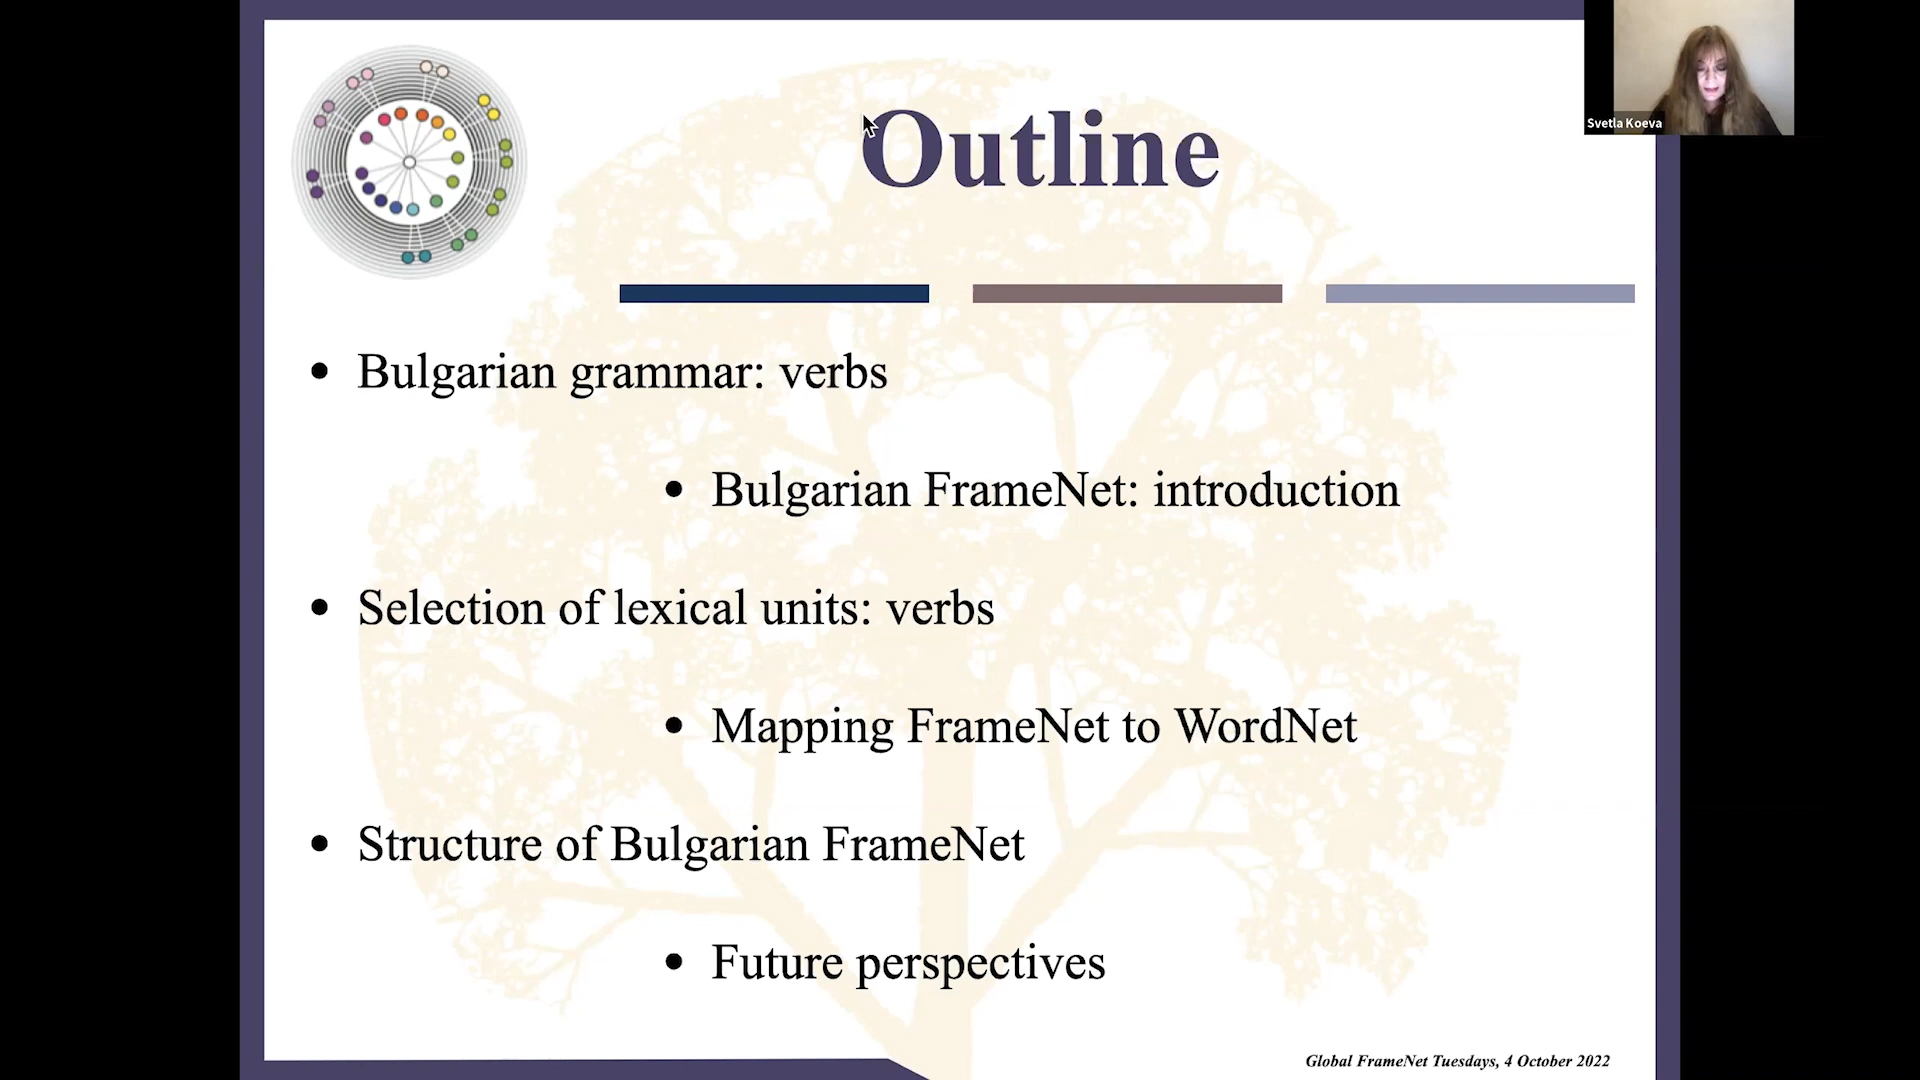 Outline
Svetla Koeva
• Bulgarian grammar: verbs
• Bulgarian FrameNet: introduction
• Selection of lexical units: verbs
• Mapping FrameNet to WordNet
• Structure of Bulgarian FrameNet
• Future perspectives
Global FrameNet Tuesdays, 4 October 2022